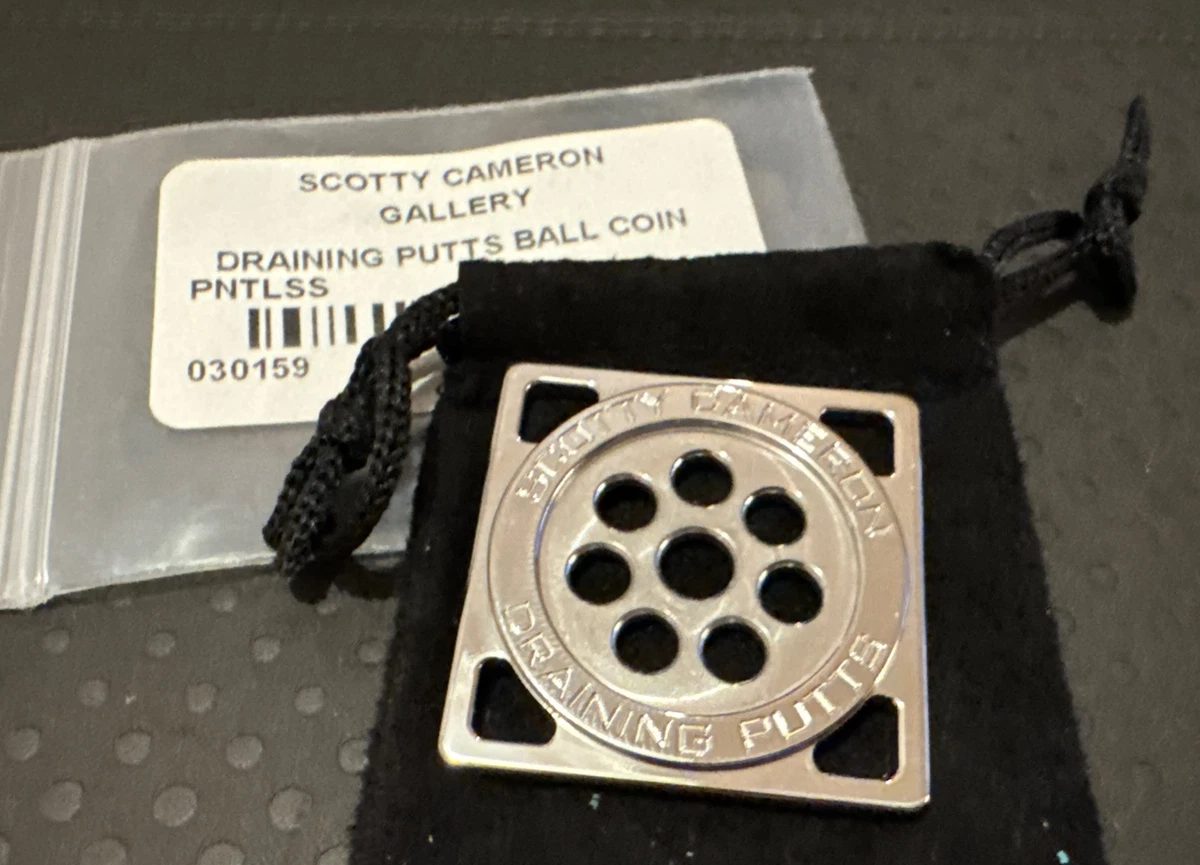 SCOTTY CAMERON
GALLERY
DRAINING PUTTS BALL COIN
PNTLSS
030159
SCOTTY CAMERON
DRAINING PUTTS